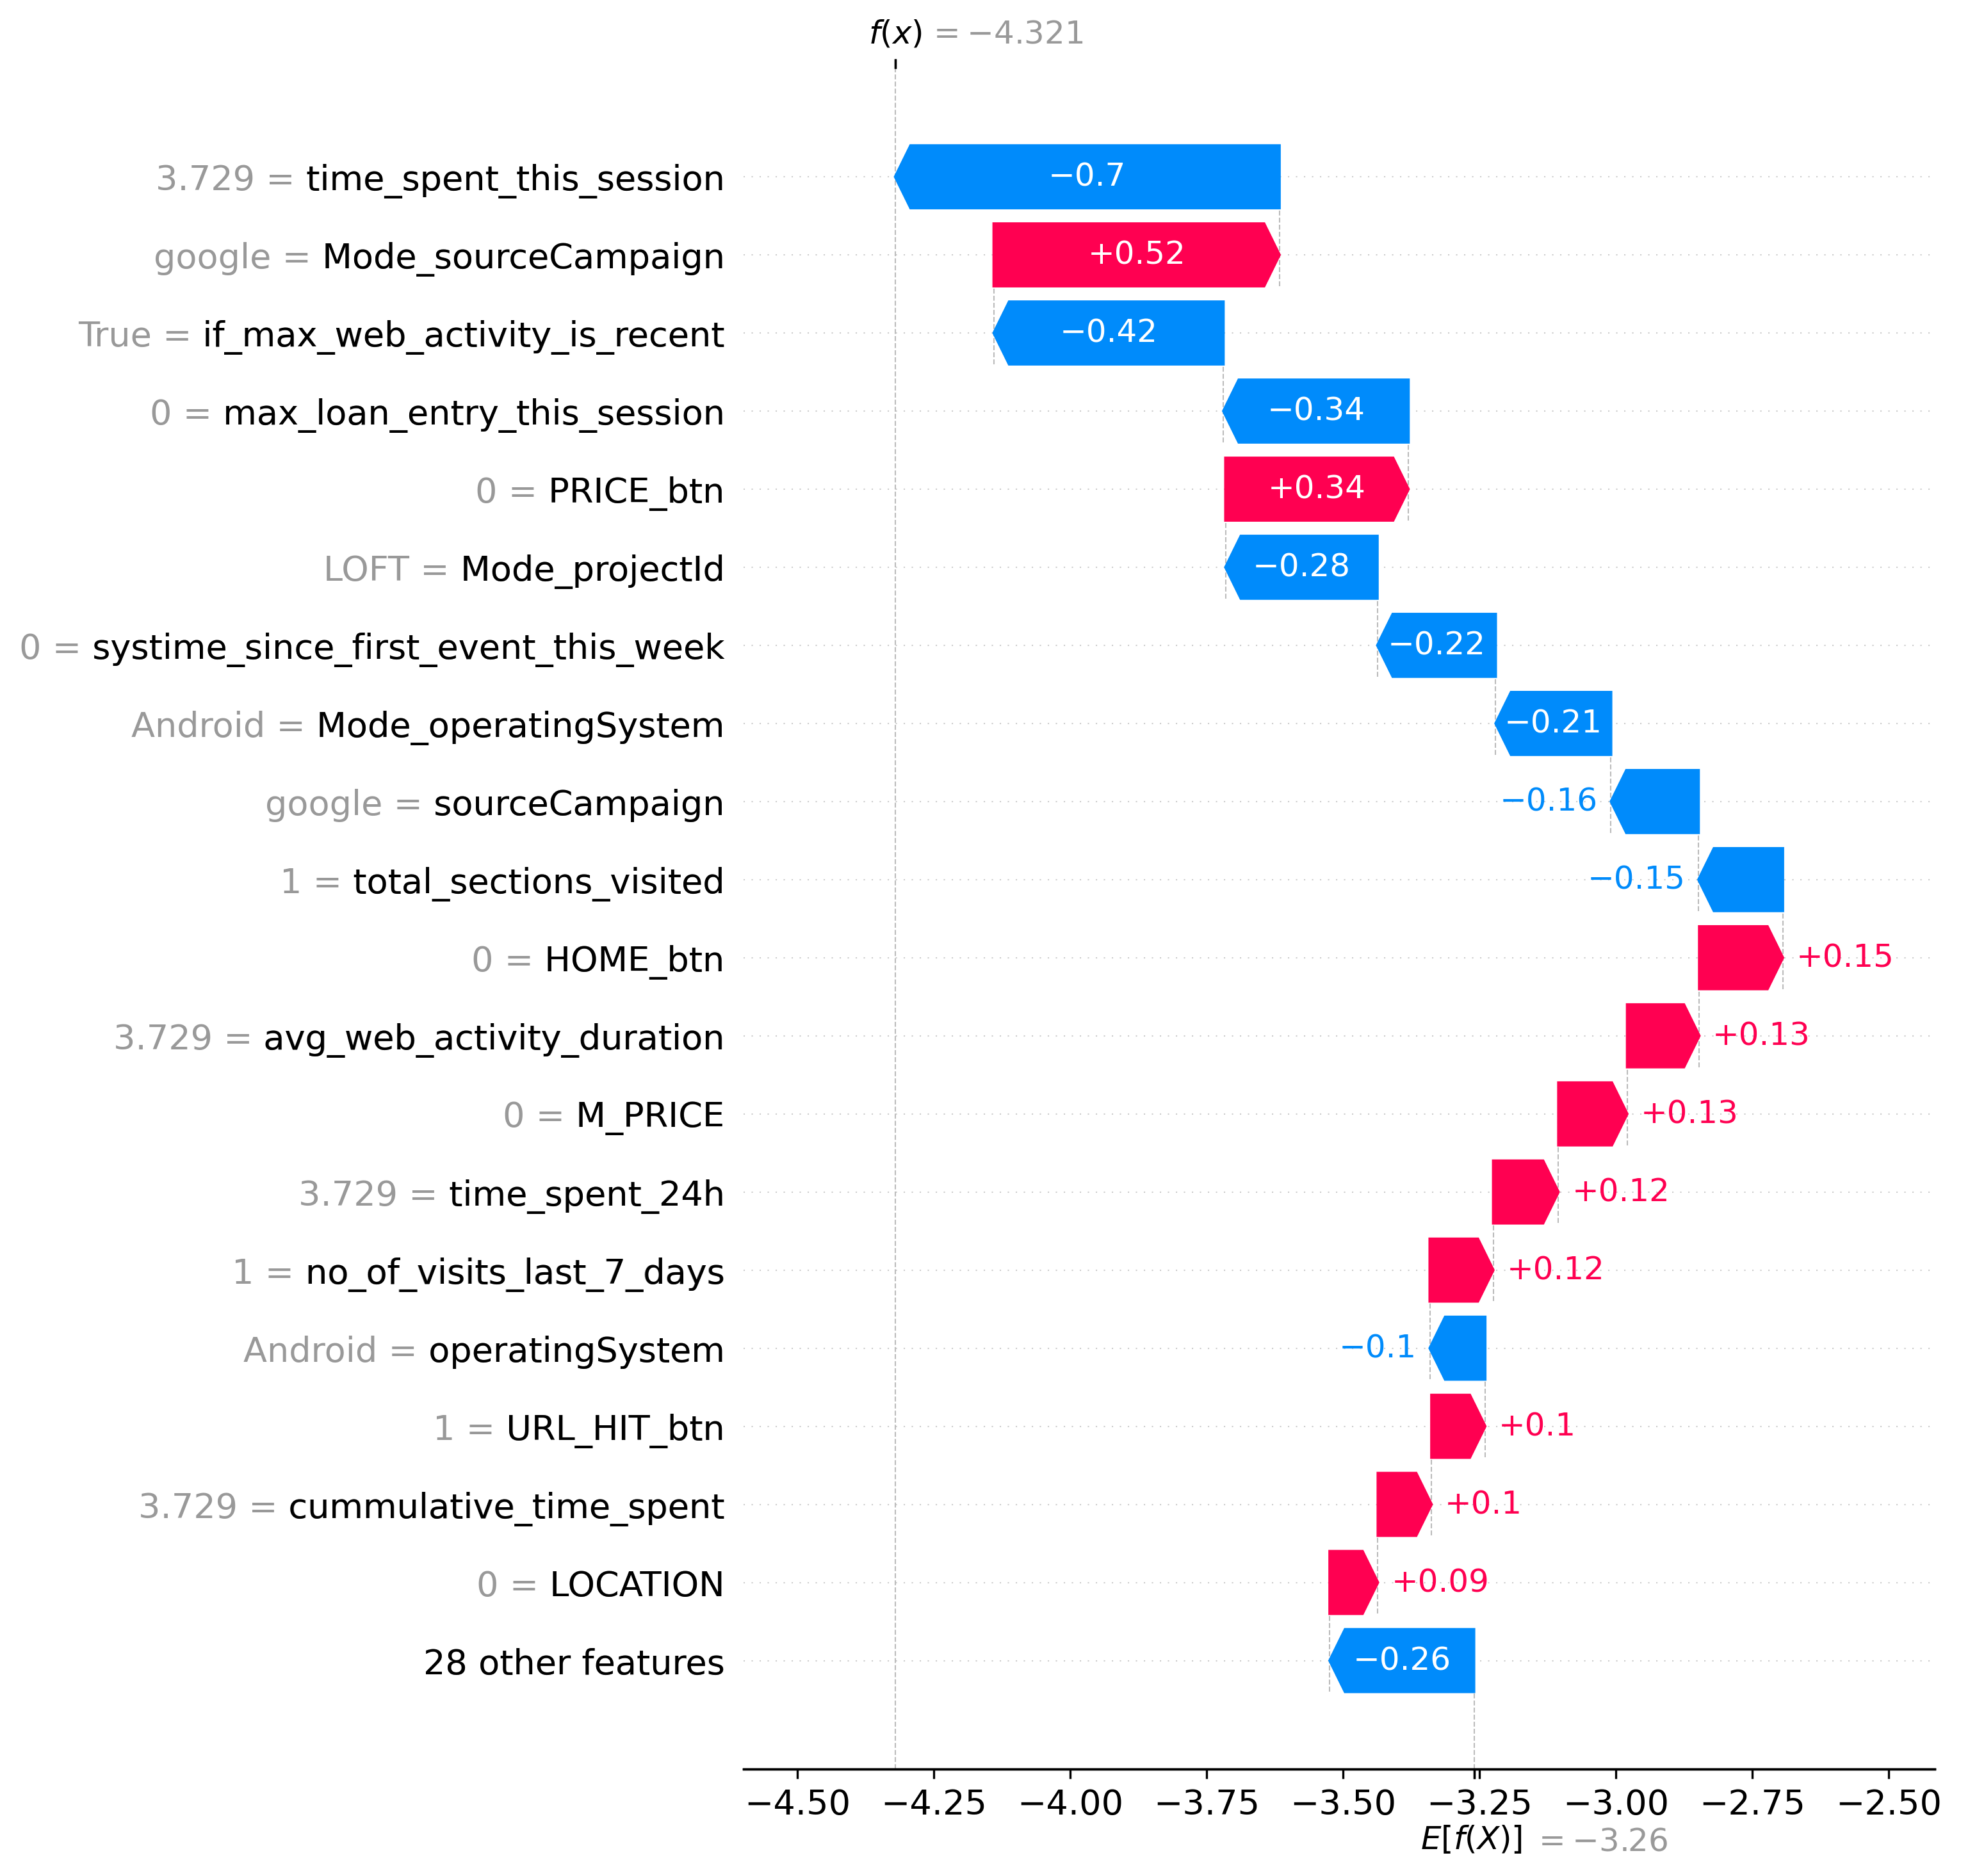 f(x) = −4.321
3.729 = time_spent_this_session −0.7
google = Mode_sourceCampaign +0.52
True = if_max_web_activity_is_recent −0.42
0 = max_loan_entry_this_session −0.34
0 = PRICE_btn +0.34
LOFT = Mode_projectId −0.28
0 = systime_since_first_event_this_week −0.22
Android = Mode_operatingSystem −0.21
google = sourceCampaign −0.16
1 = total_sections_visited −0.15
0 = HOME_btn +0.15
3.729 = avg_web_activity_duration +0.13
0 = M_PRICE +0.13
3.729 = time_spent_24h +0.12
1 = no_of_visits_last_7_days +0.12
Android = operatingSystem −0.1
1 = URL_HIT_btn +0.1
3.729 = cummulative_time_spent +0.1
0 = LOCATION +0.09
28 other features −0.26
−4.50 −4.25 −4.00 −3.75 −3.50 −3.25 −3.00 −2.75 −2.50
E[f(X)] = −3.26